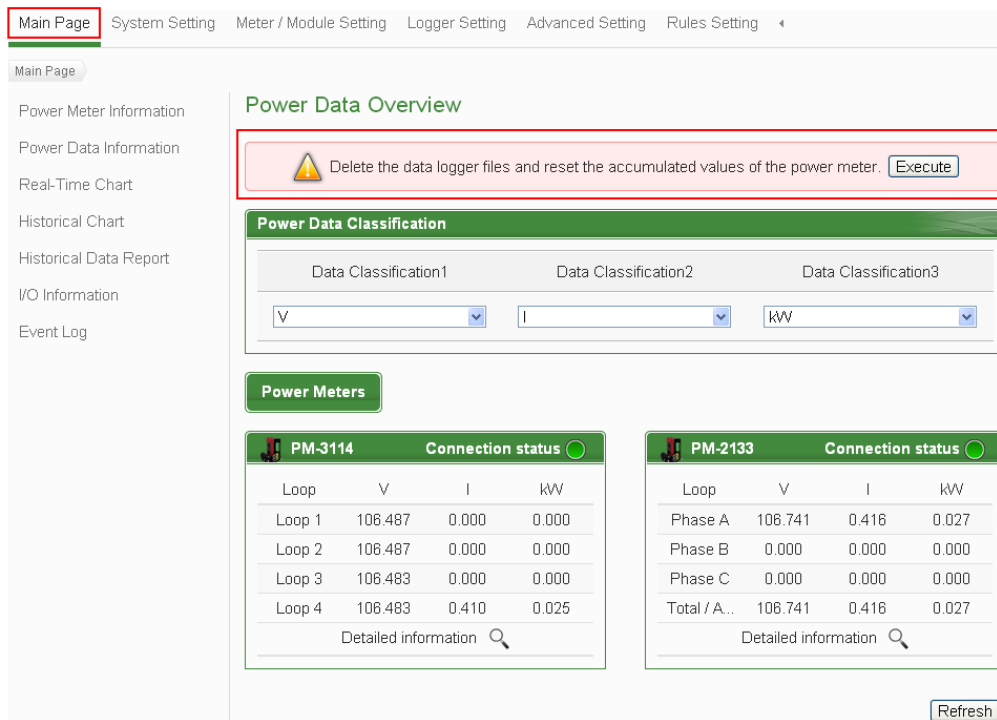 Main Page System Setting Meter / Module Setting Logger Setting Advanced Setting Rules Setting
Main Page
Power Meter Information
Power Data Information
Real-Time Chart
Historical Chart
Historical Data Report
I/O Information
Event Log
Power Data Overview
Delete the data logger files and reset the accumulated values of the power meter. Execute
Power Data Classification
Data Classification1 Data Classification2 Data Classification3
V I kW
Power Meters
PM-3114 Connection status
Loop V I kW
Loop 1 106.487 0.000 0.000
Loop 2 106.487 0.000 0.000
Loop 3 106.483 0.000 0.000
Loop 4 106.483 0.410 0.025
Detailed information
PM-2133 Connection status
Loop V I kW
Phase A 106.741 0.416 0.027
Phase B 0.000 0.000 0.000
Phase C 0.000 0.000 0.000
Total / A... 106.741 0.416 0.027
Detailed information
Refresh